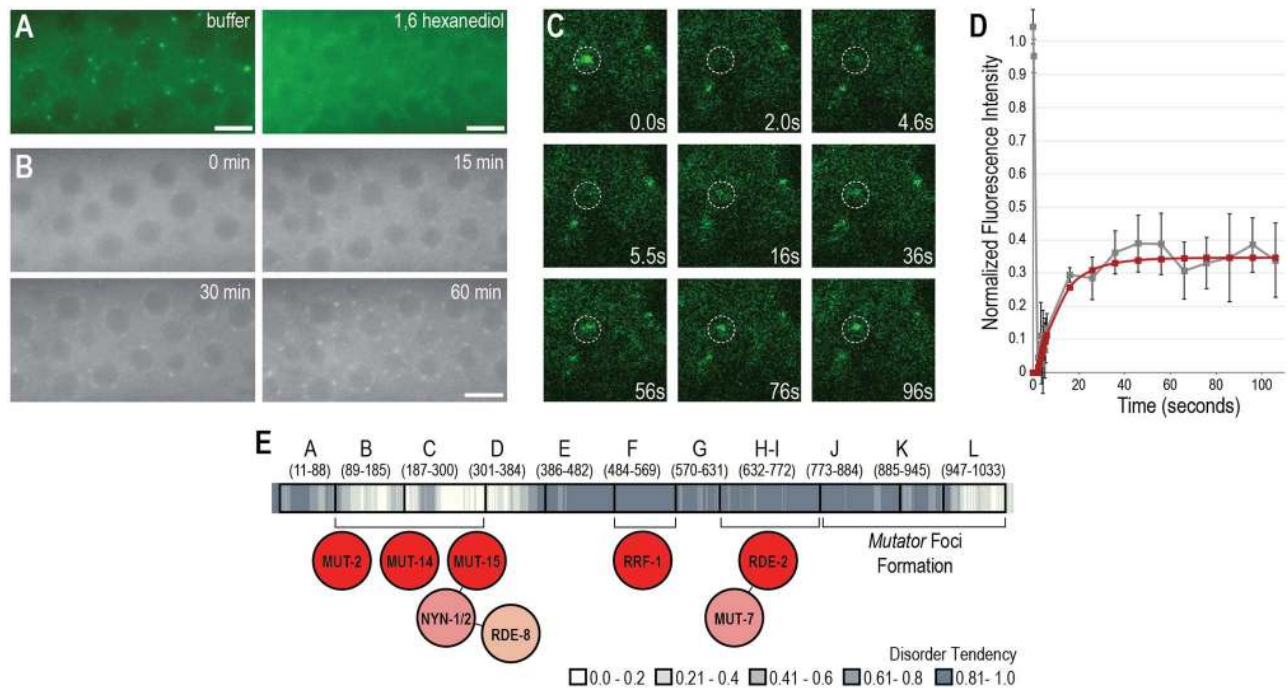 A
buffer
1,6 hexanediol
B
0 min
15 min
30 min
60 min
C
0.0s
2.0s
4.6s
5.5s
16s
36s
56s
76s
96s
D
Normalized Fluorescence Intensity
1.0
0.9
0.8
0.7
0.6
0.5
0.4
0.3
0.2
0.1
0
0 20 40 60 80 100
Time (seconds)
E
A B C D E F G H-I J K L
(11-88) (89-185) (187-300) (301-384) (386-482) (484-569) (570-631) (632-772) (773-884) (885-945) (947-1033)
MUT-2 MUT-14 MUT-15 RRF-1 RDE-2
Mutator Foci
Formation
NYN-1/2 RDE-8 MUT-7
Disorder Tendency
0.0 - 0.2 0.21 - 0.4 0.41 - 0.6 0.61- 0.8 0.81- 1.0